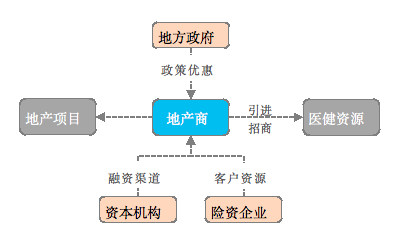 地方政府
政策优惠
地产项目
地产商
引进
招商
医健资源
融资渠道
客户资源
资本机构
险资企业